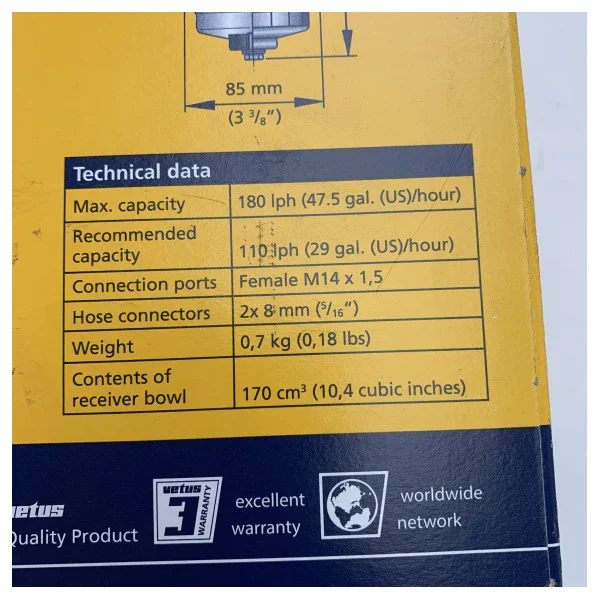 85 mm
(3 3/8″)
Technical data
Max. capacity 180 lph (47.5 gal. (US)/hour)
Recommended
capacity 110 lph (29 gal. (US)/hour)
Connection ports Female M14 x 1,5
Hose connectors 2x 8 mm (5/16″)
Weight 0,7 kg (0,18 lbs)
Contents of
receiver bowl 170 cm³ (10,4 cubic inches)
vetus
Quality Product
vetus
3
WARRANTY
excellent
warranty
worldwide
network